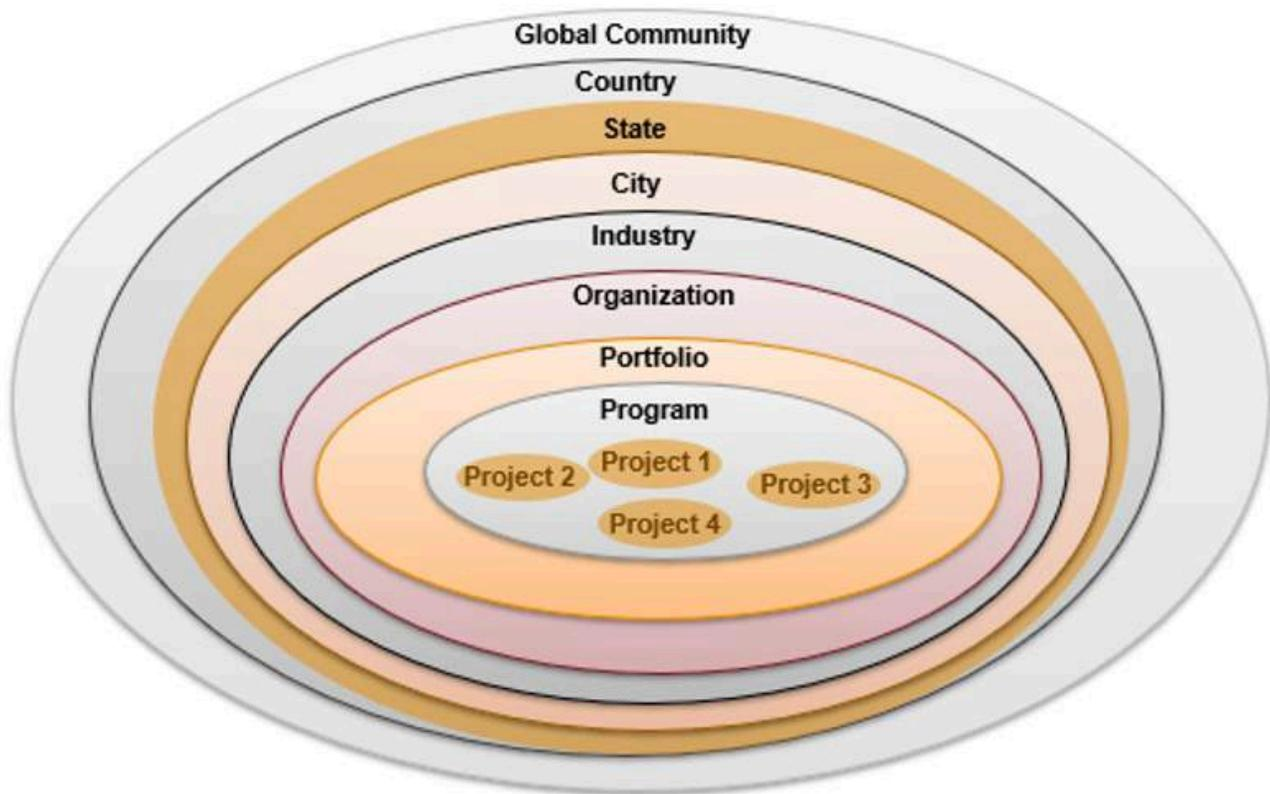 Global Community
Country
State
City
Industry
Organization
Portfolio
Program
Project 1
Project 2
Project 3
Project 4